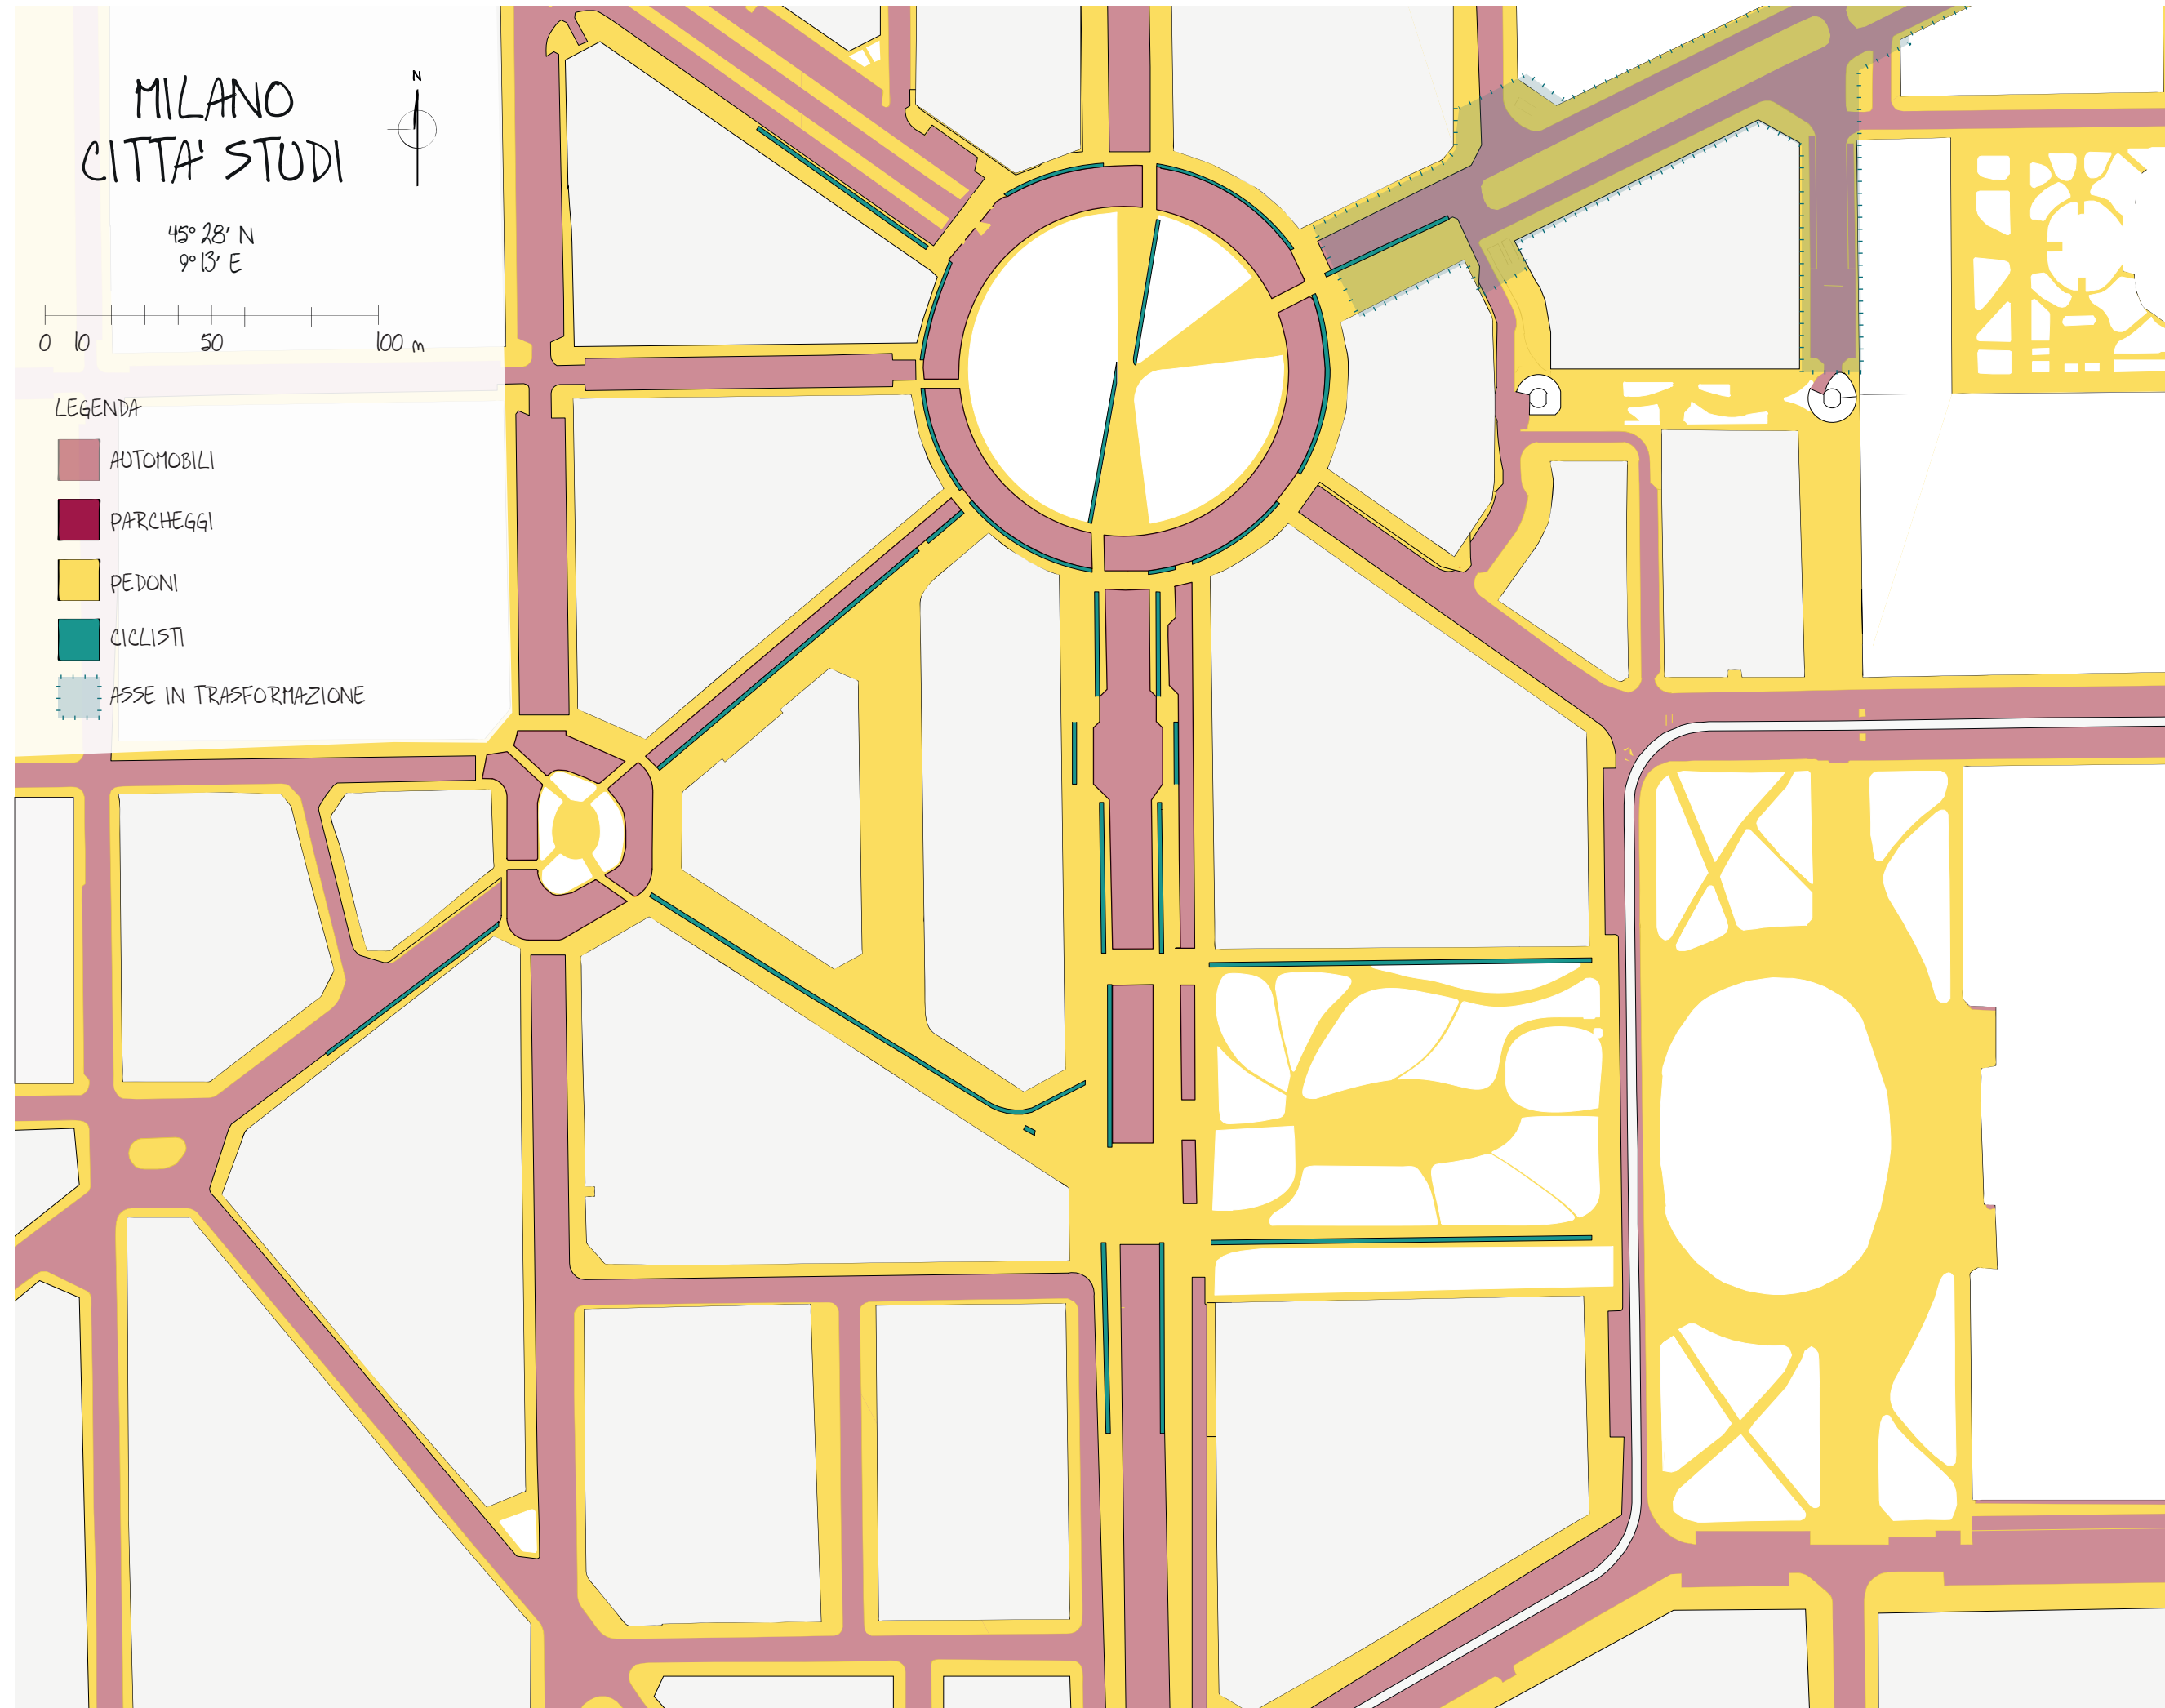 MILANO
CITTA' STUDI
N
45° 28' N
9° 13' E
0 10 50 100 m
LEGENDA
AUTOMOBILI
PARCHEGGI
PEDONI
CICLISTI
ASSE IN TRASFORMAZIONE